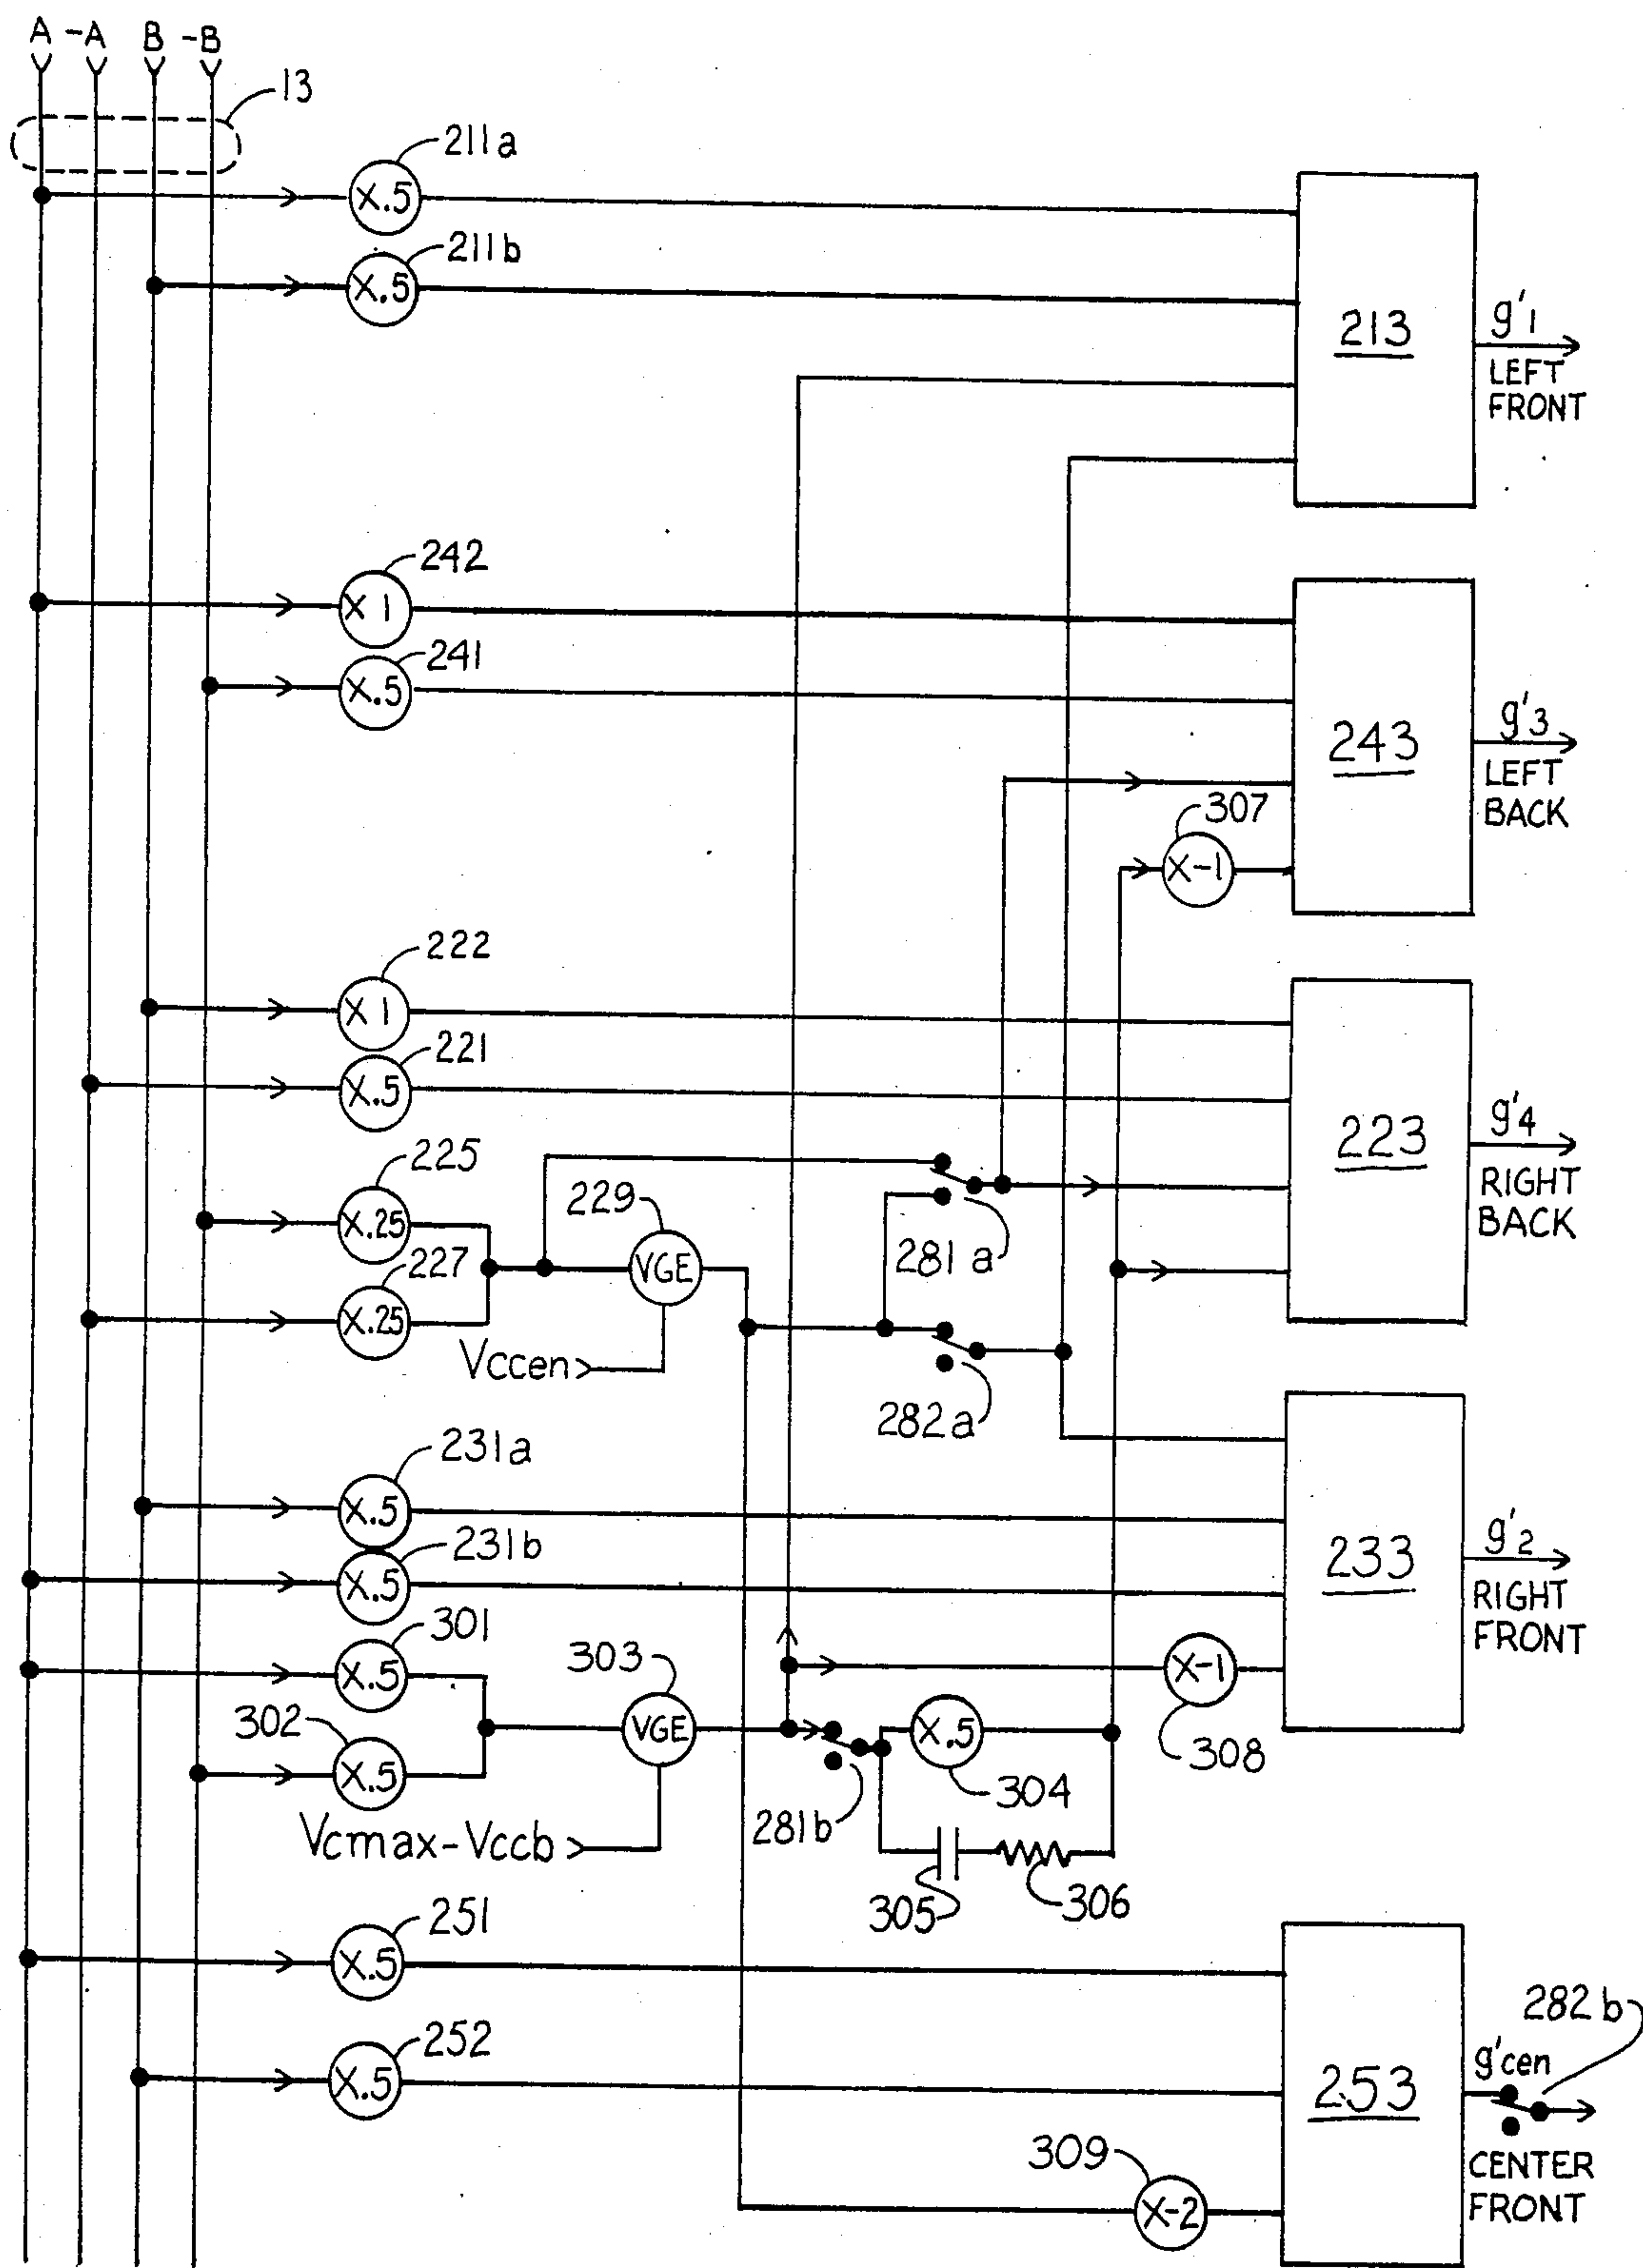 A -A B -B
13
211a
X.5
211b
X.5
213
g'1
LEFT
FRONT
242
X 1
241
X.5
243
g'3
LEFT
BACK
307
X-1
222
X 1
221
X.5
223
g'4
RIGHT
BACK
225
X.25
227
X.25
229
VGE
Vccen
281a
282a
231a
X.5
231b
X.5
233
g'2
RIGHT
FRONT
301
X.5
302
X.5
303
VGE
Vcmax-Vccb
281b
X.5
304
305
306
X-1
308
251
X.5
252
X.5
253
g'cen
282b
CENTER
FRONT
309
X-2